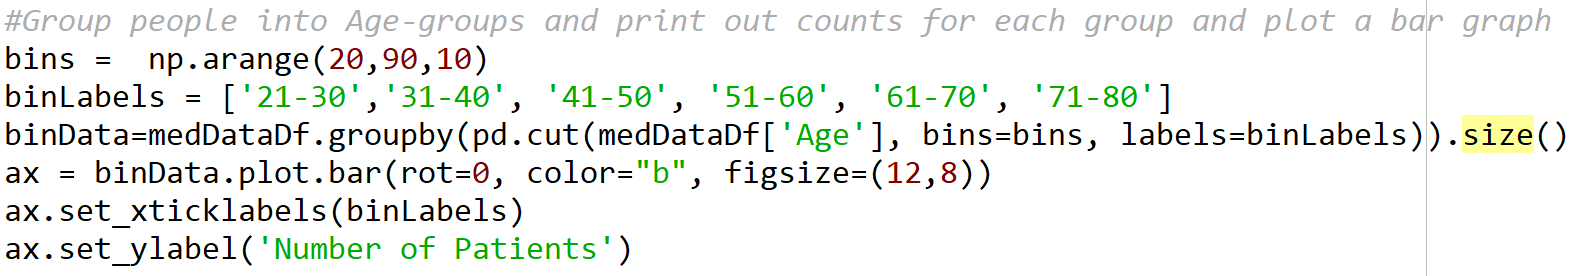 #Group people into Age-groups and print out counts for each group and plot a bar graph
bins =  np.arange(20,90,10)
binLabels = ['21-30','31-40', '41-50', '51-60', '61-70', '71-80']
binData=medDataDf.groupby(pd.cut(medDataDf['Age'], bins=bins, labels=binLabels)).size()
ax = binData.plot.bar(rot=0, color="b", figsize=(12,8))
ax.set_xticklabels(binLabels)
ax.set_ylabel('Number of Patients')